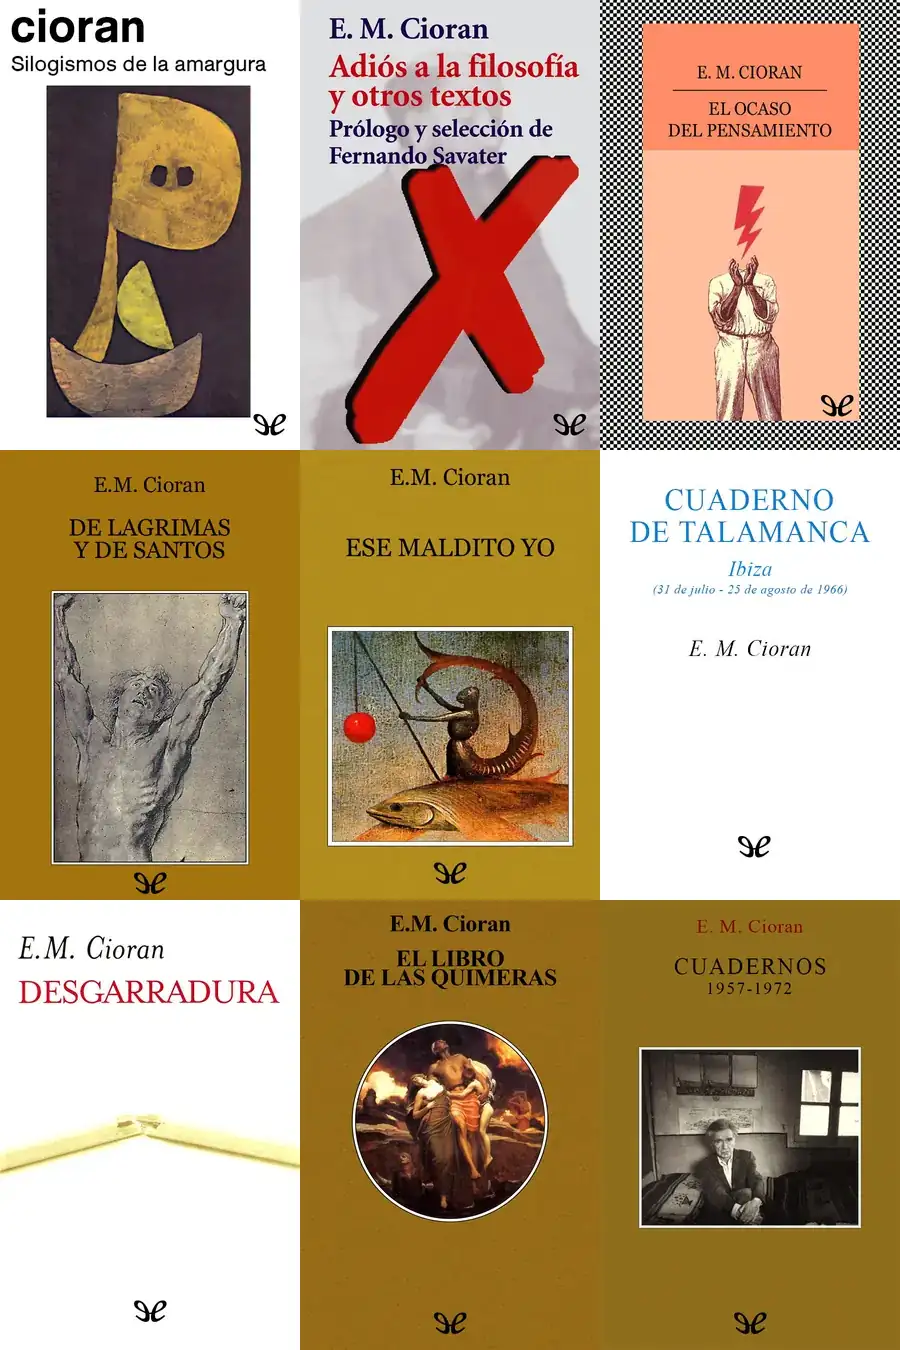 cioran
Silogismos de la amargura
E. M. Cioran
Adiós a la filosofía
y otros textos
Prólogo y selección de
Fernando Savater
E. M. CIORAN
EL OCASO
DEL PENSAMIENTO
E.M. Cioran
DE LAGRIMAS
Y DE SANTOS
E.M. Cioran
ESE MALDITO YO
CUADERNO
DE TALAMANCA
Ibiza
(31 de julio - 25 de agosto de 1966)
E. M. Cioran
E.M. Cioran
DESGARRADURA
E.M. Cioran
EL LIBRO
DE LAS QUIMERAS
E. M. Cioran
CUADERNOS
1957-1972